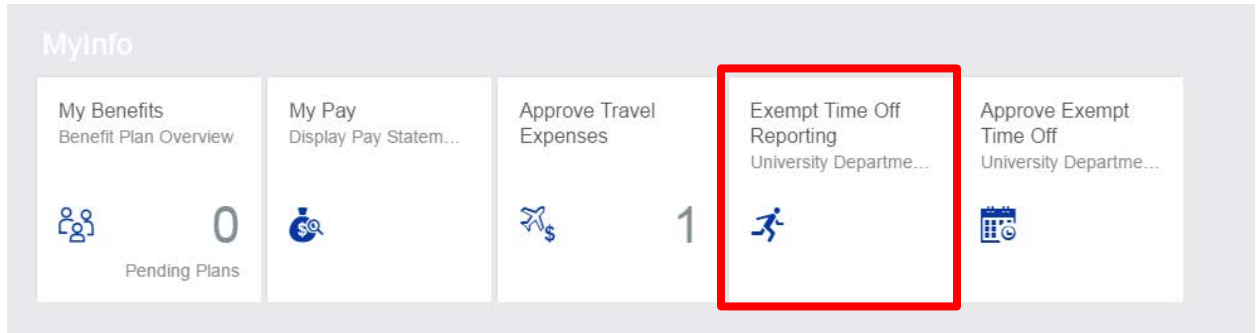 MyInfo
My Benefits
Benefit Plan Overview
0
Pending Plans
My Pay
Display Pay Statem...
$
Approve Travel
Expenses
$
1
Exempt Time Off
Reporting
University Departme...
Approve Exempt
Time Off
University Departme...